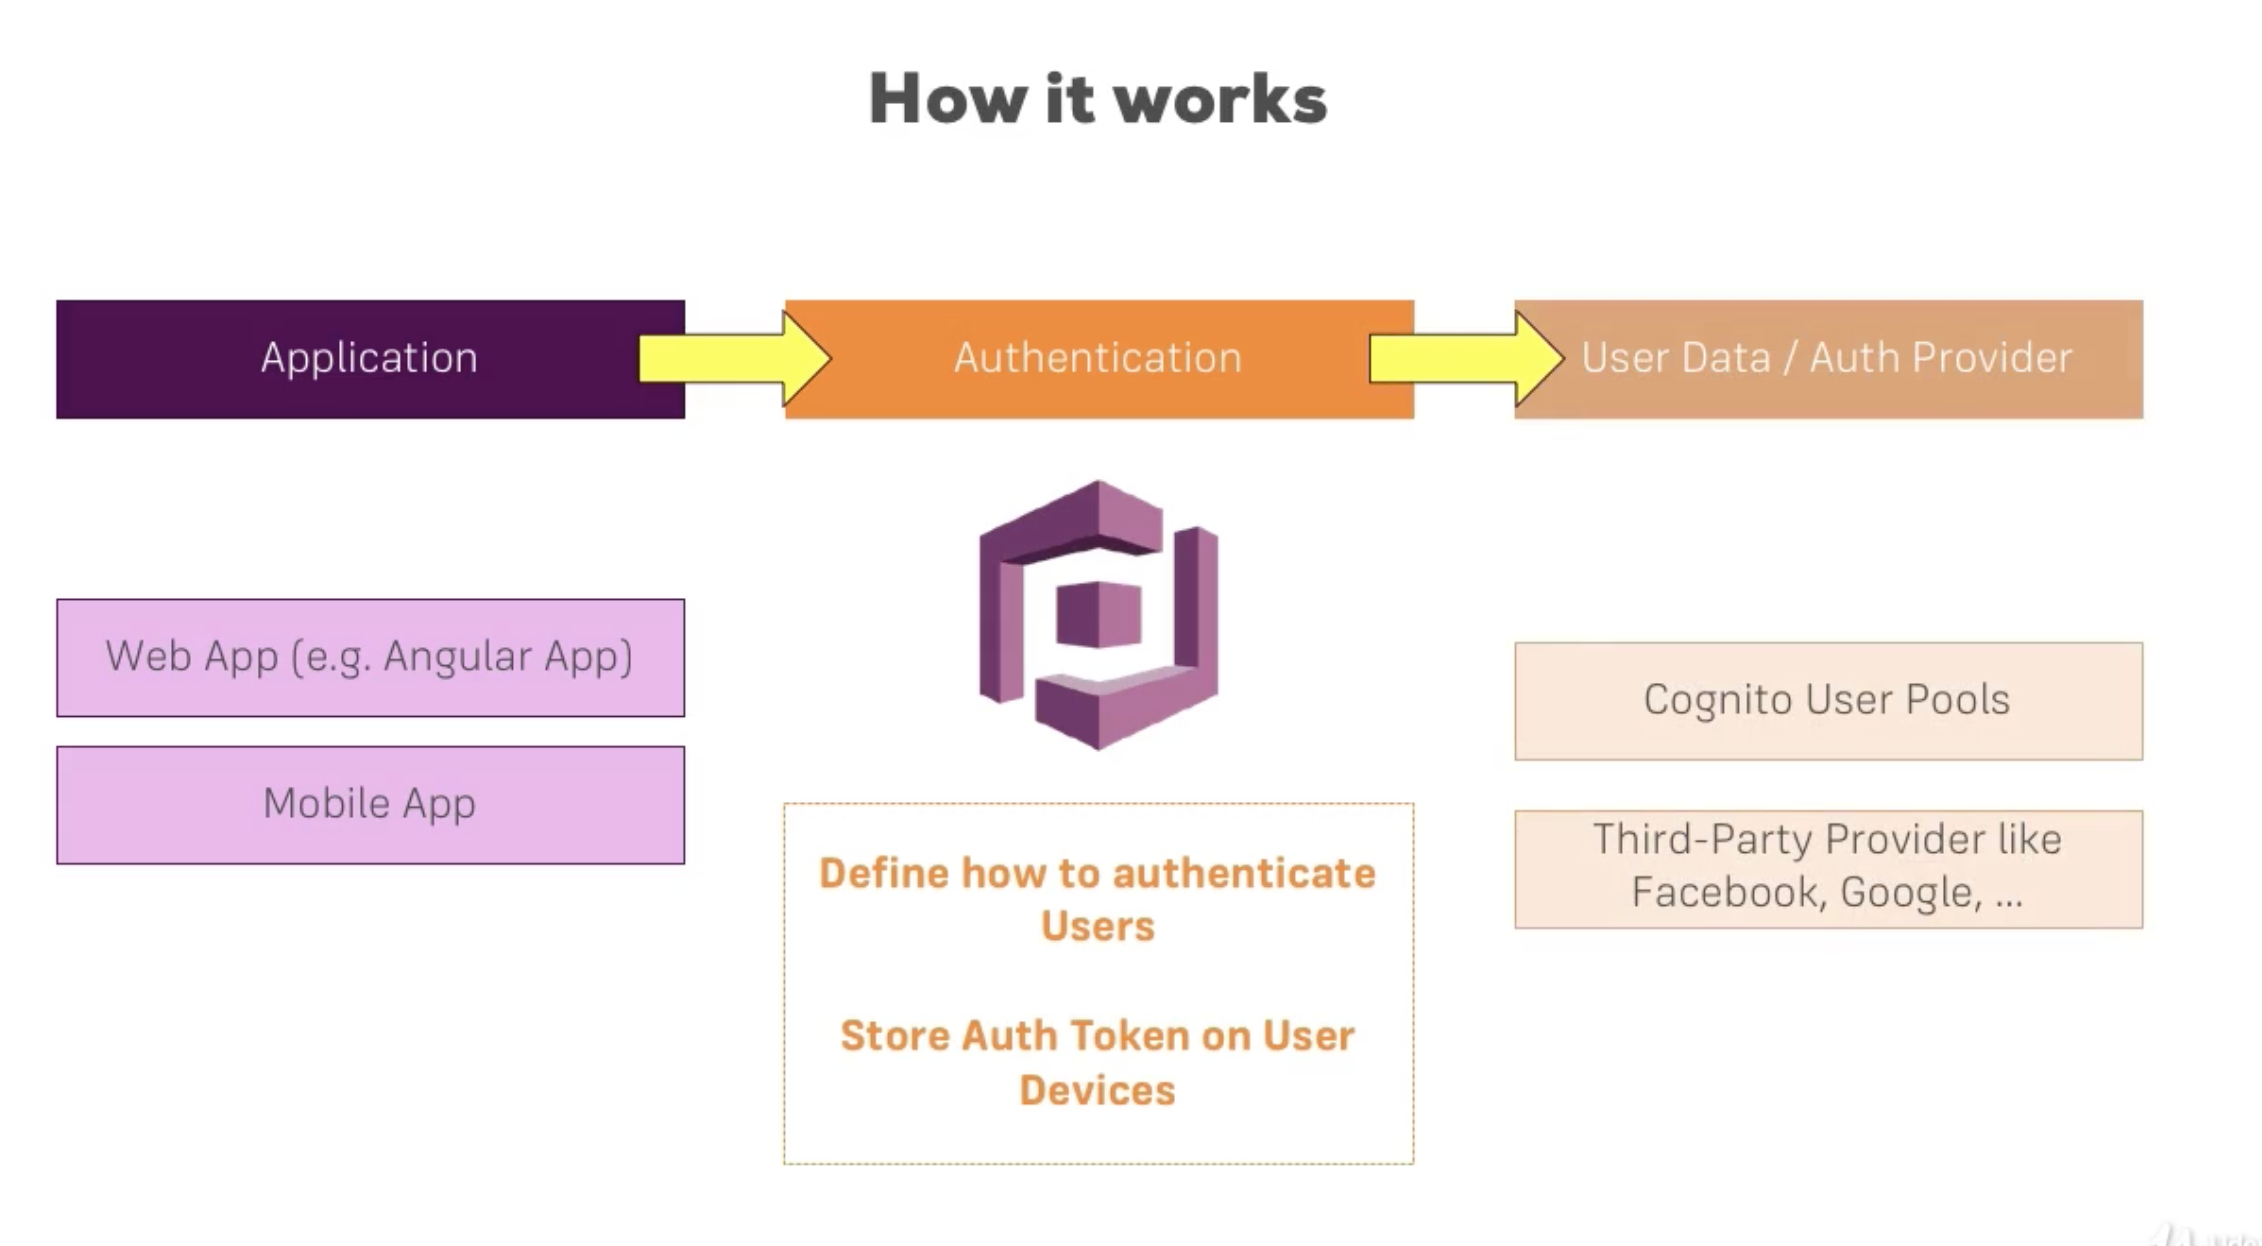 How it works
Application
Authentication
User Data / Auth Provider
Web App (e.g. Angular App)
Mobile App
Define how to authenticate
Users
Store Auth Token on User
Devices
Cognito User Pools
Third-Party Provider like
Facebook, Google, ...